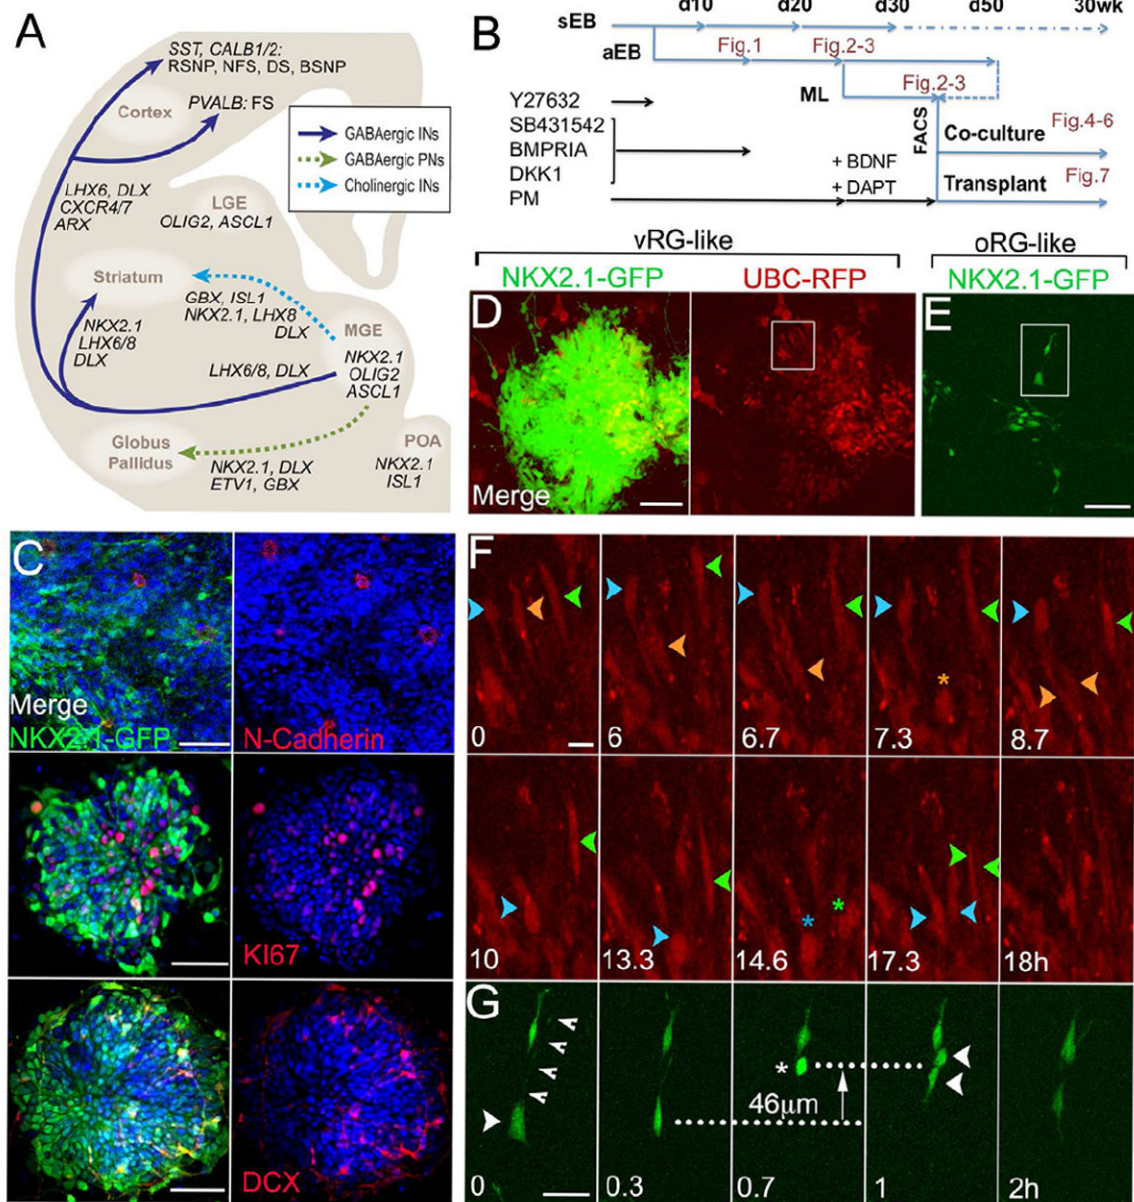 A
SST, CALB1/2:
RSNP, NFS, DS, BSNP
PVALB: FS
Cortex
GABAergic INs
GABAergic PNs
Cholinergic INs
LHX6, DLX
CXCR4/7
ARX
LGE
OLIG2, ASCL1
Striatum
GBX, ISL1
NKX2.1, LHX8
DLX
NKX2.1
LHX6/8
DLX
MGE
NKX2.1
OLIG2
ASCL1
LHX6/8, DLX
Globus
Pallidus
NKX2.1, DLX
ETV1, GBX
POA
NKX2.1
ISL1
B
d10 d20 d30 d50 30wk
sEB
aEB Fig.1 Fig.2-3
ML Fig.2-3
Y27632
SB431542
BMPRIA
DKK1
PM
FACS
+ BDNF
+ DAPT
Co-culture Fig.4-6
Transplant Fig.7
vRG-like oRG-like
NKX2.1-GFP UBC-RFP NKX2.1-GFP
D
Merge
E
C
Merge
NKX2.1-GFP N-Cadherin
KI67
DCX
F
0 6 6.7 7.3 8.7
* 
10 13.3 14.6 17.3 18h
* *
G
*
46μm
0 0.3 0.7 1 2h